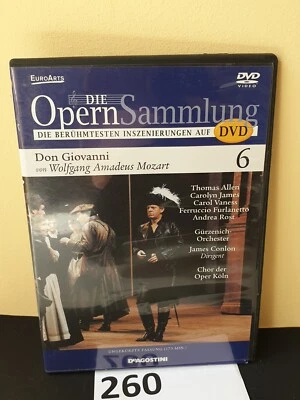 EUROARTS
DVD
VIDEO
DIE
OpernSammlung
DIE BERÜHMTESTEN INSZENIERUNGEN AUF DVD
Don Giovanni
von Wolfgang Amadeus Mozart
6
Thomas Allen
Carolyn James
Carol Vaness
Ferruccio Furlanetto
Andrea Rost
Gürzenich-
Orchester
James Conlon
Dirigent
Chor der
Oper Köln
UNGEKÜRZTE FASSUNG
DEAGOSTINI
260